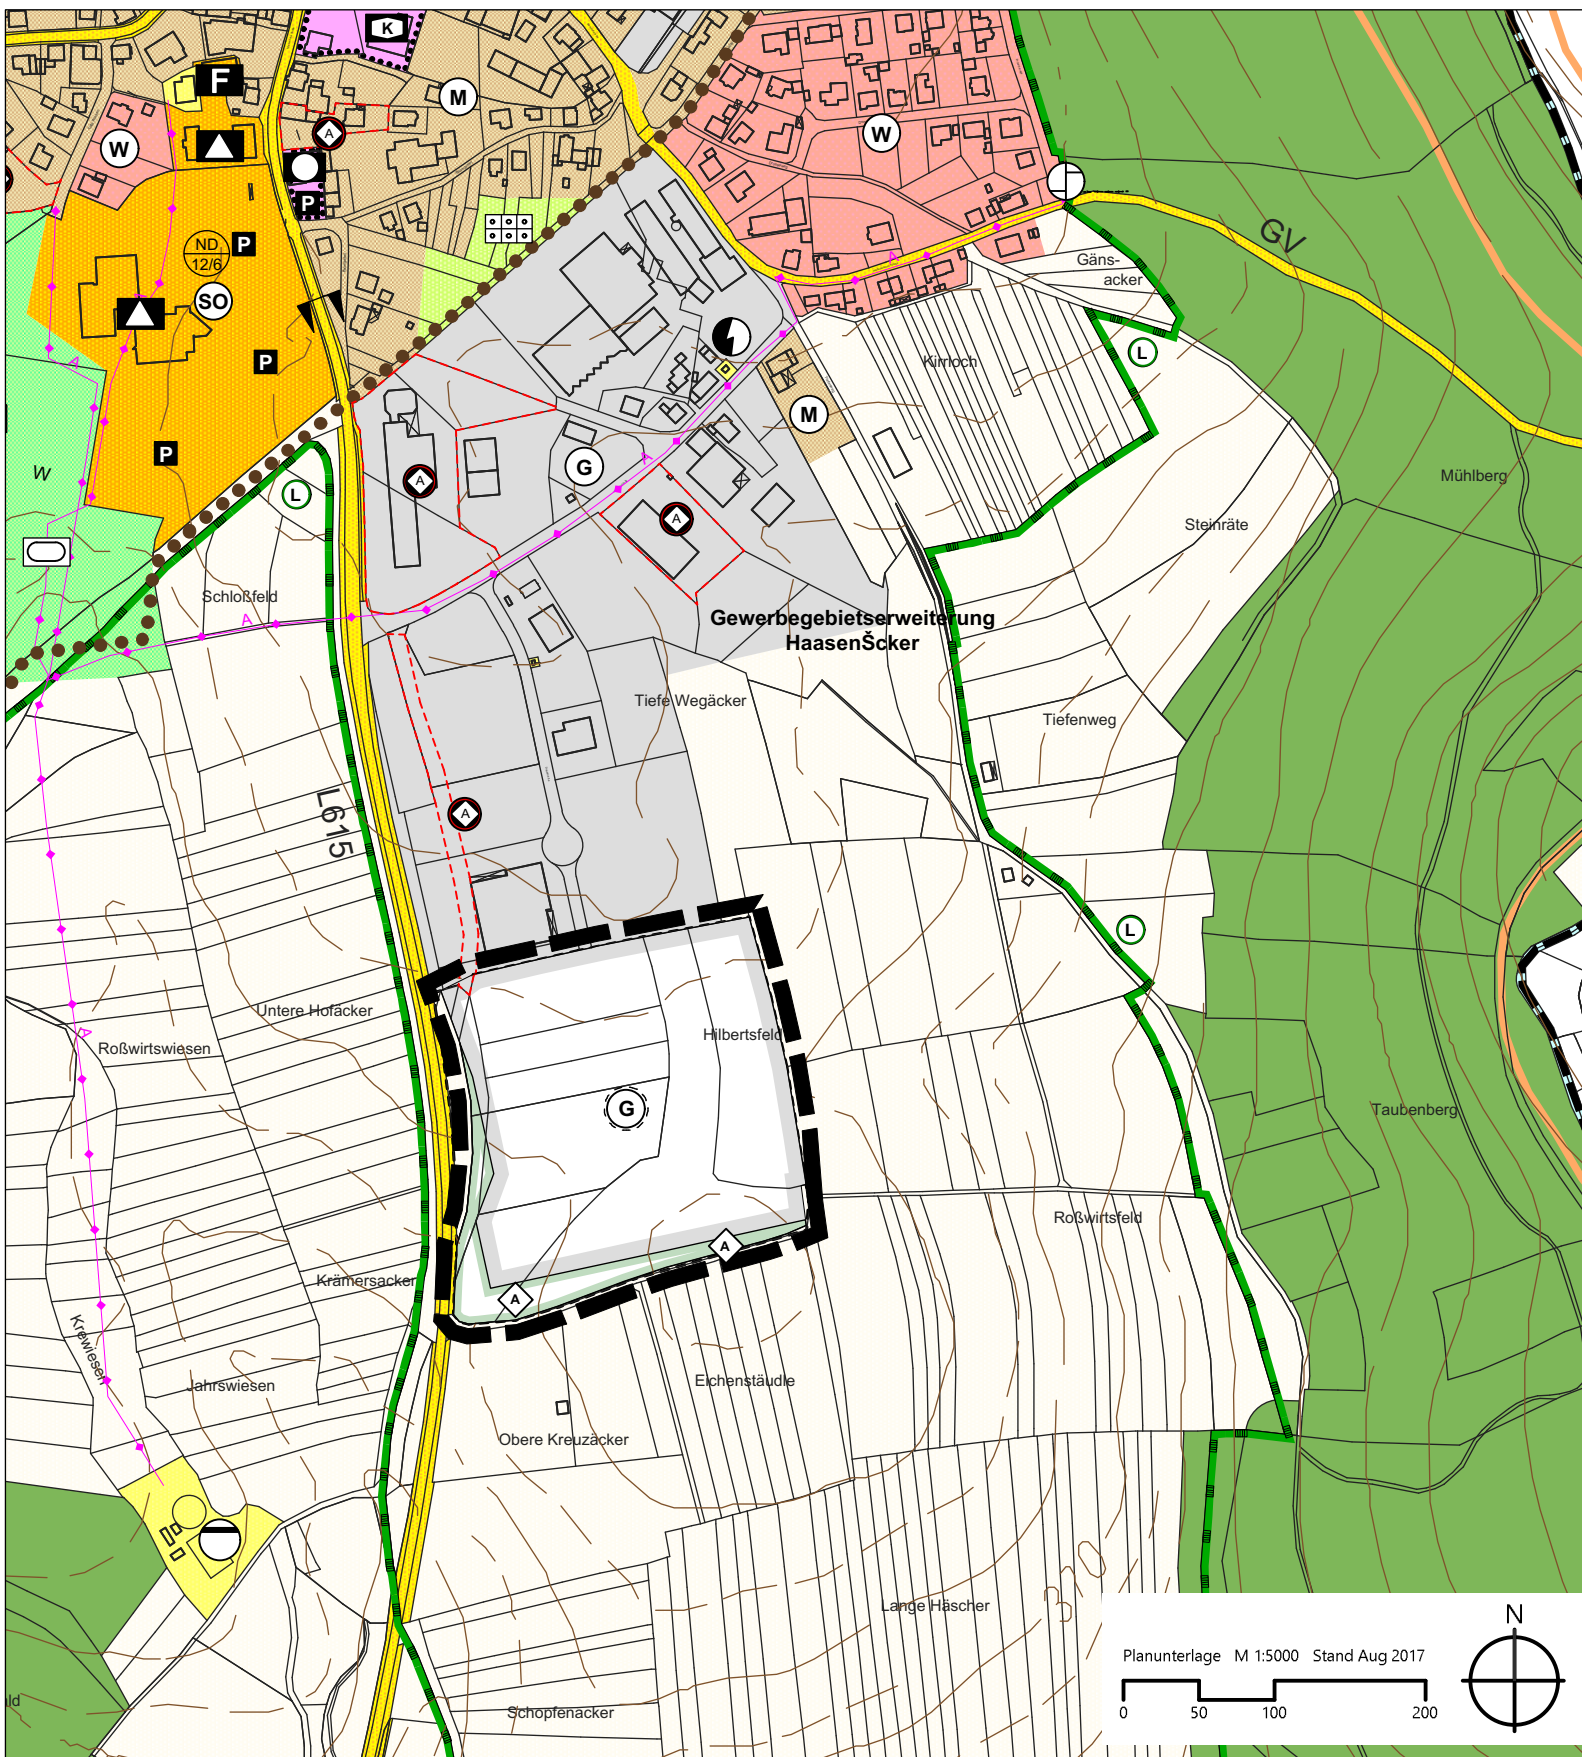 K
F
M
A
W
W
P
ND
12/6
P
SO
GV
Gäns-
acker
A
P
Kirrloch
L
A
M
P
W
A
G
A
L
A
Mühlberg
Steinräte
Schloßfeld
A
Gewerbegebietserweiterung
HaasenŠcker
Tiefe Wegäcker
Tiefenweg
L615
A
L
Untere Hofäcker
Roßwirtswiesen
A
Hilbertsfeld
G
Taubenberg
Roßwirtsfeld
A
Krämersacker
A
Krewiesen
Jahrswiesen
Eichenstäudle
Obere Kreuzäcker
Lange Häscher
Schopfenäcker
N
Planunterlage M 1:5000 Stand Aug 2017
0 50 100 200